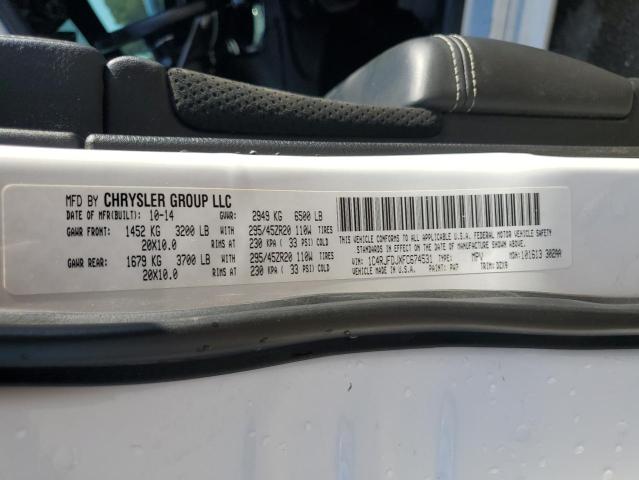 MFD BY CHRYSLER GROUP LLC
DATE OF MFR(BUILT): 10-14 GVWR: 2949 KG 6500 LB
GAWR FRONT: 1452 KG 3200 LB WITH 295/45ZR20 110W TIRES
20X10.0 RIMS AT 230 KPA ( 33 PSI) COLD
GAWR REAR: 1679 KG 3700 LB WITH 295/45ZR20 110W TIRES
20X10.0 RIMS AT 230 KPA ( 33 PSI) COLD
THIS VEHICLE CONFORMS TO ALL APPLICABLE U.S.A. FEDERAL MOTOR VEHICLE SAFETY
STANDARDS IN EFFECT ON THE DATE OF MANUFACTURE SHOWN ABOVE.
VIN: 1C4RJFDJXFC674531 TYPE: MPV MDH: 101613 302AA
PAINT: PW7 TRIM: DZX9